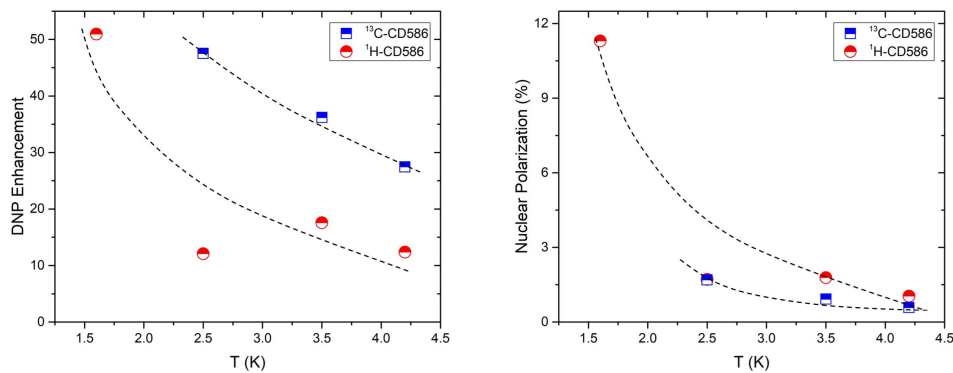 50
40
30
20
10
0
DNP Enhancement
¹³C-CD586
¹H-CD586
1.5 2.0 2.5 3.0 3.5 4.0 4.5
T (K)
12
9
6
3
0
Nuclear Polarization (%)
¹³C-CD586
¹H-CD586
1.5 2.0 2.5 3.0 3.5 4.0 4.5
T (K)